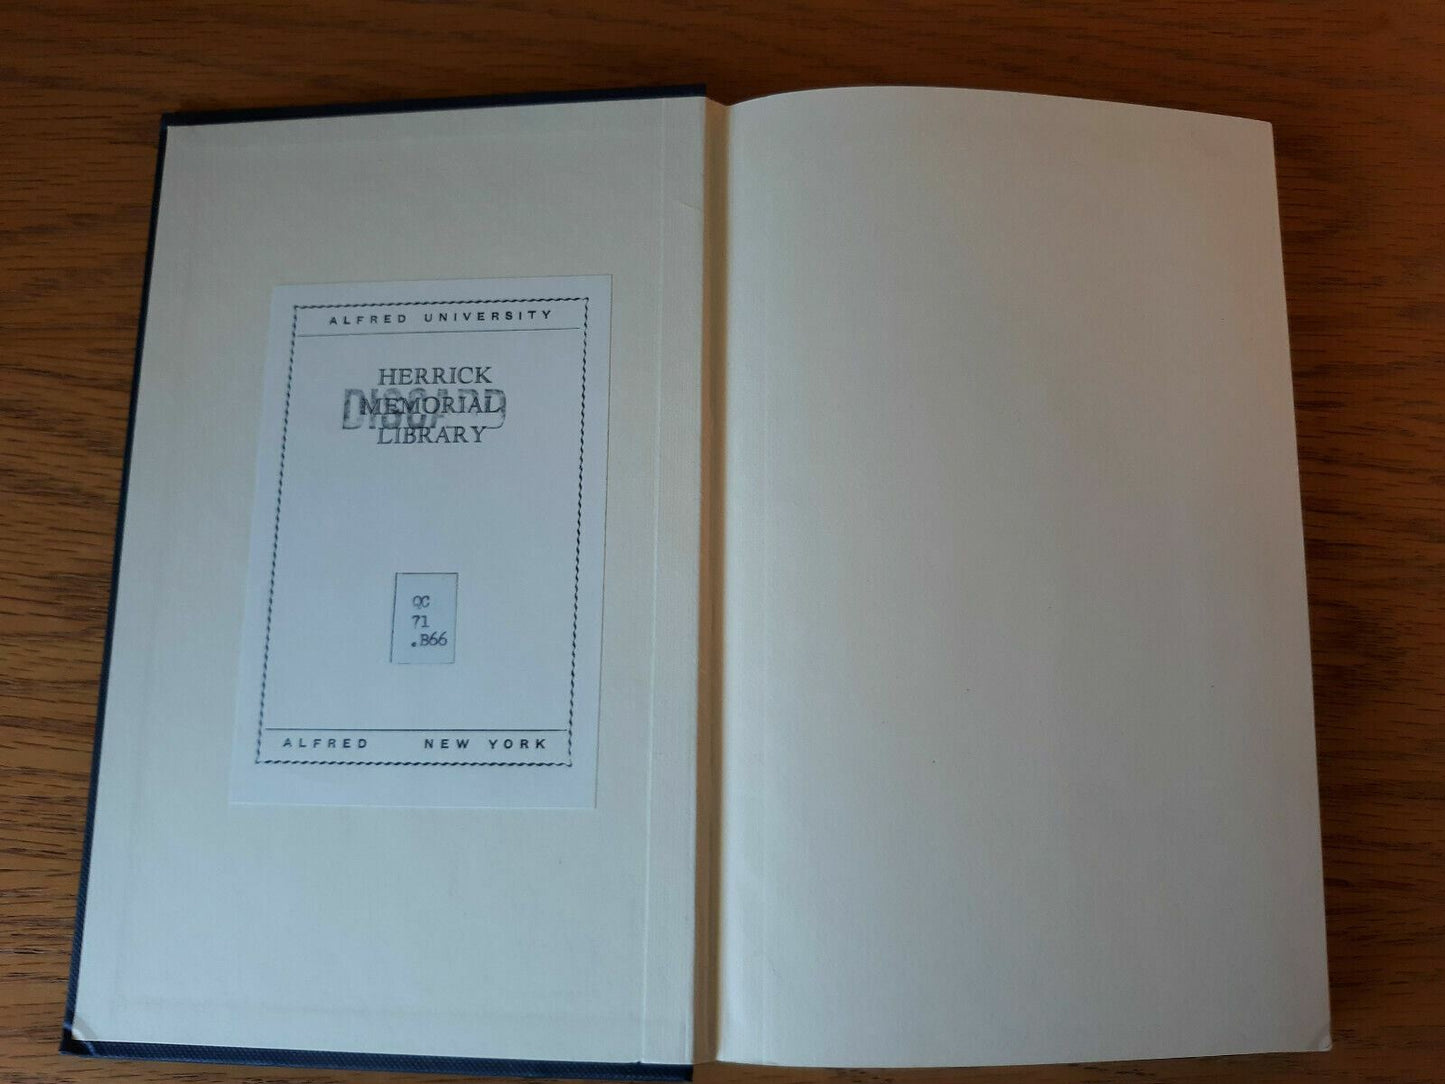 ALFRED UNIVERSITY
HERRICK
MEMORIAL
DISCARD
LIBRARY
QC
71
.B66
ALFRED NEW YORK